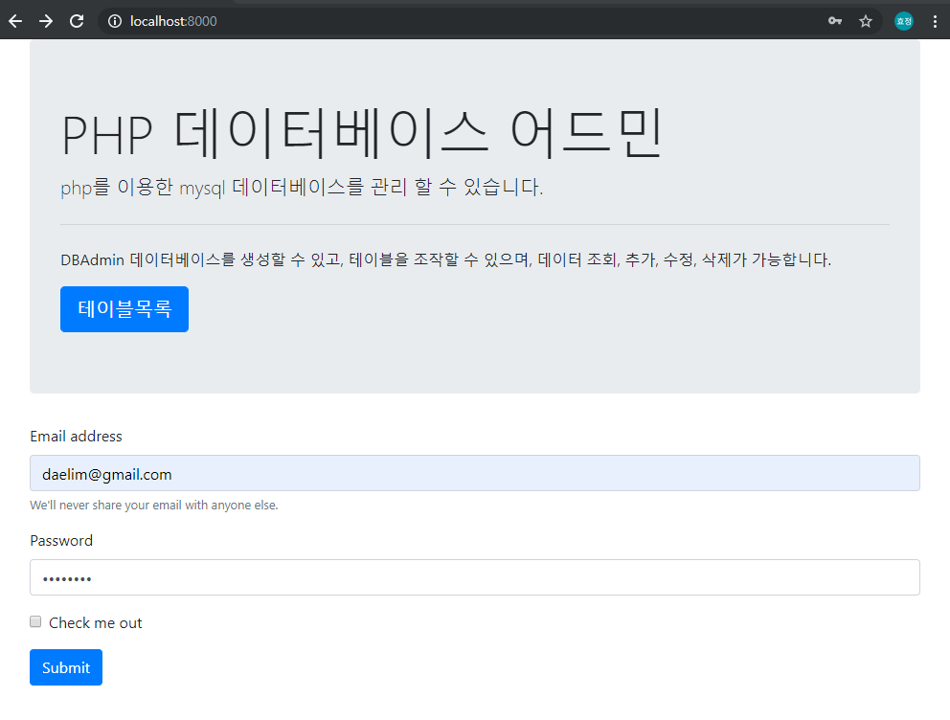 localhost:8000
효정
PHP 데이터베이스 어드민
php를 이용한 mysql 데이터베이스를 관리 할 수 있습니다.
DBAdmin 데이터베이스를 생성할 수 있고, 테이블을 조작할 수 있으며, 데이터 조회, 추가, 수정, 삭제가 가능합니다.
테이블목록
Email address
daelim@gmail.com
We'll never share your email with anyone else.
Password
••••••••
Check me out
Submit